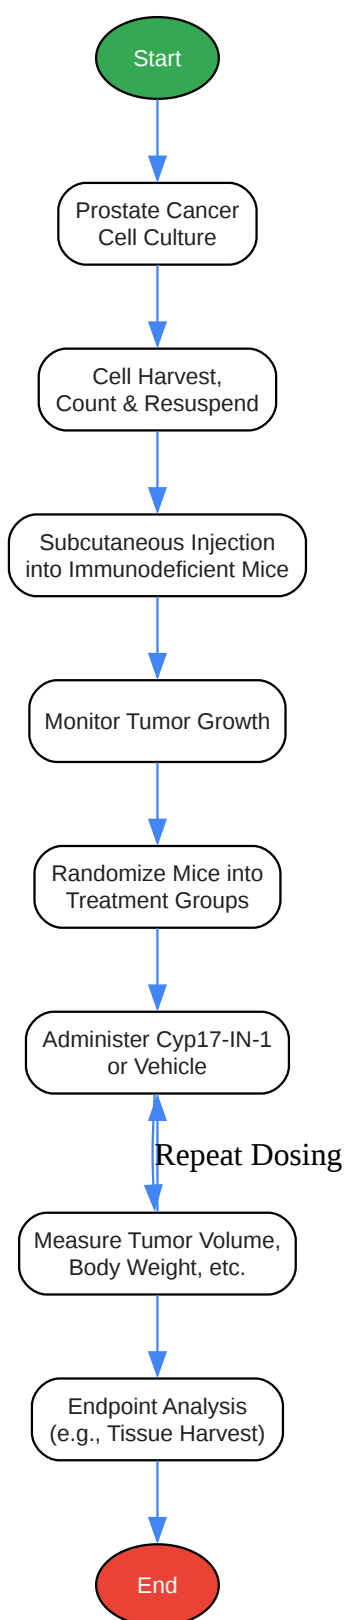 Start
Prostate Cancer
Cell Culture
Cell Harvest,
Count & Resuspend
Subcutaneous Injection
into Immunodeficient Mice
Monitor Tumor Growth
Randomize Mice into
Treatment Groups
Administer Cyp17-IN-1
or Vehicle
Repeat Dosing
Measure Tumor Volume,
Body Weight, etc.
Endpoint Analysis
(e.g., Tissue Harvest)
End